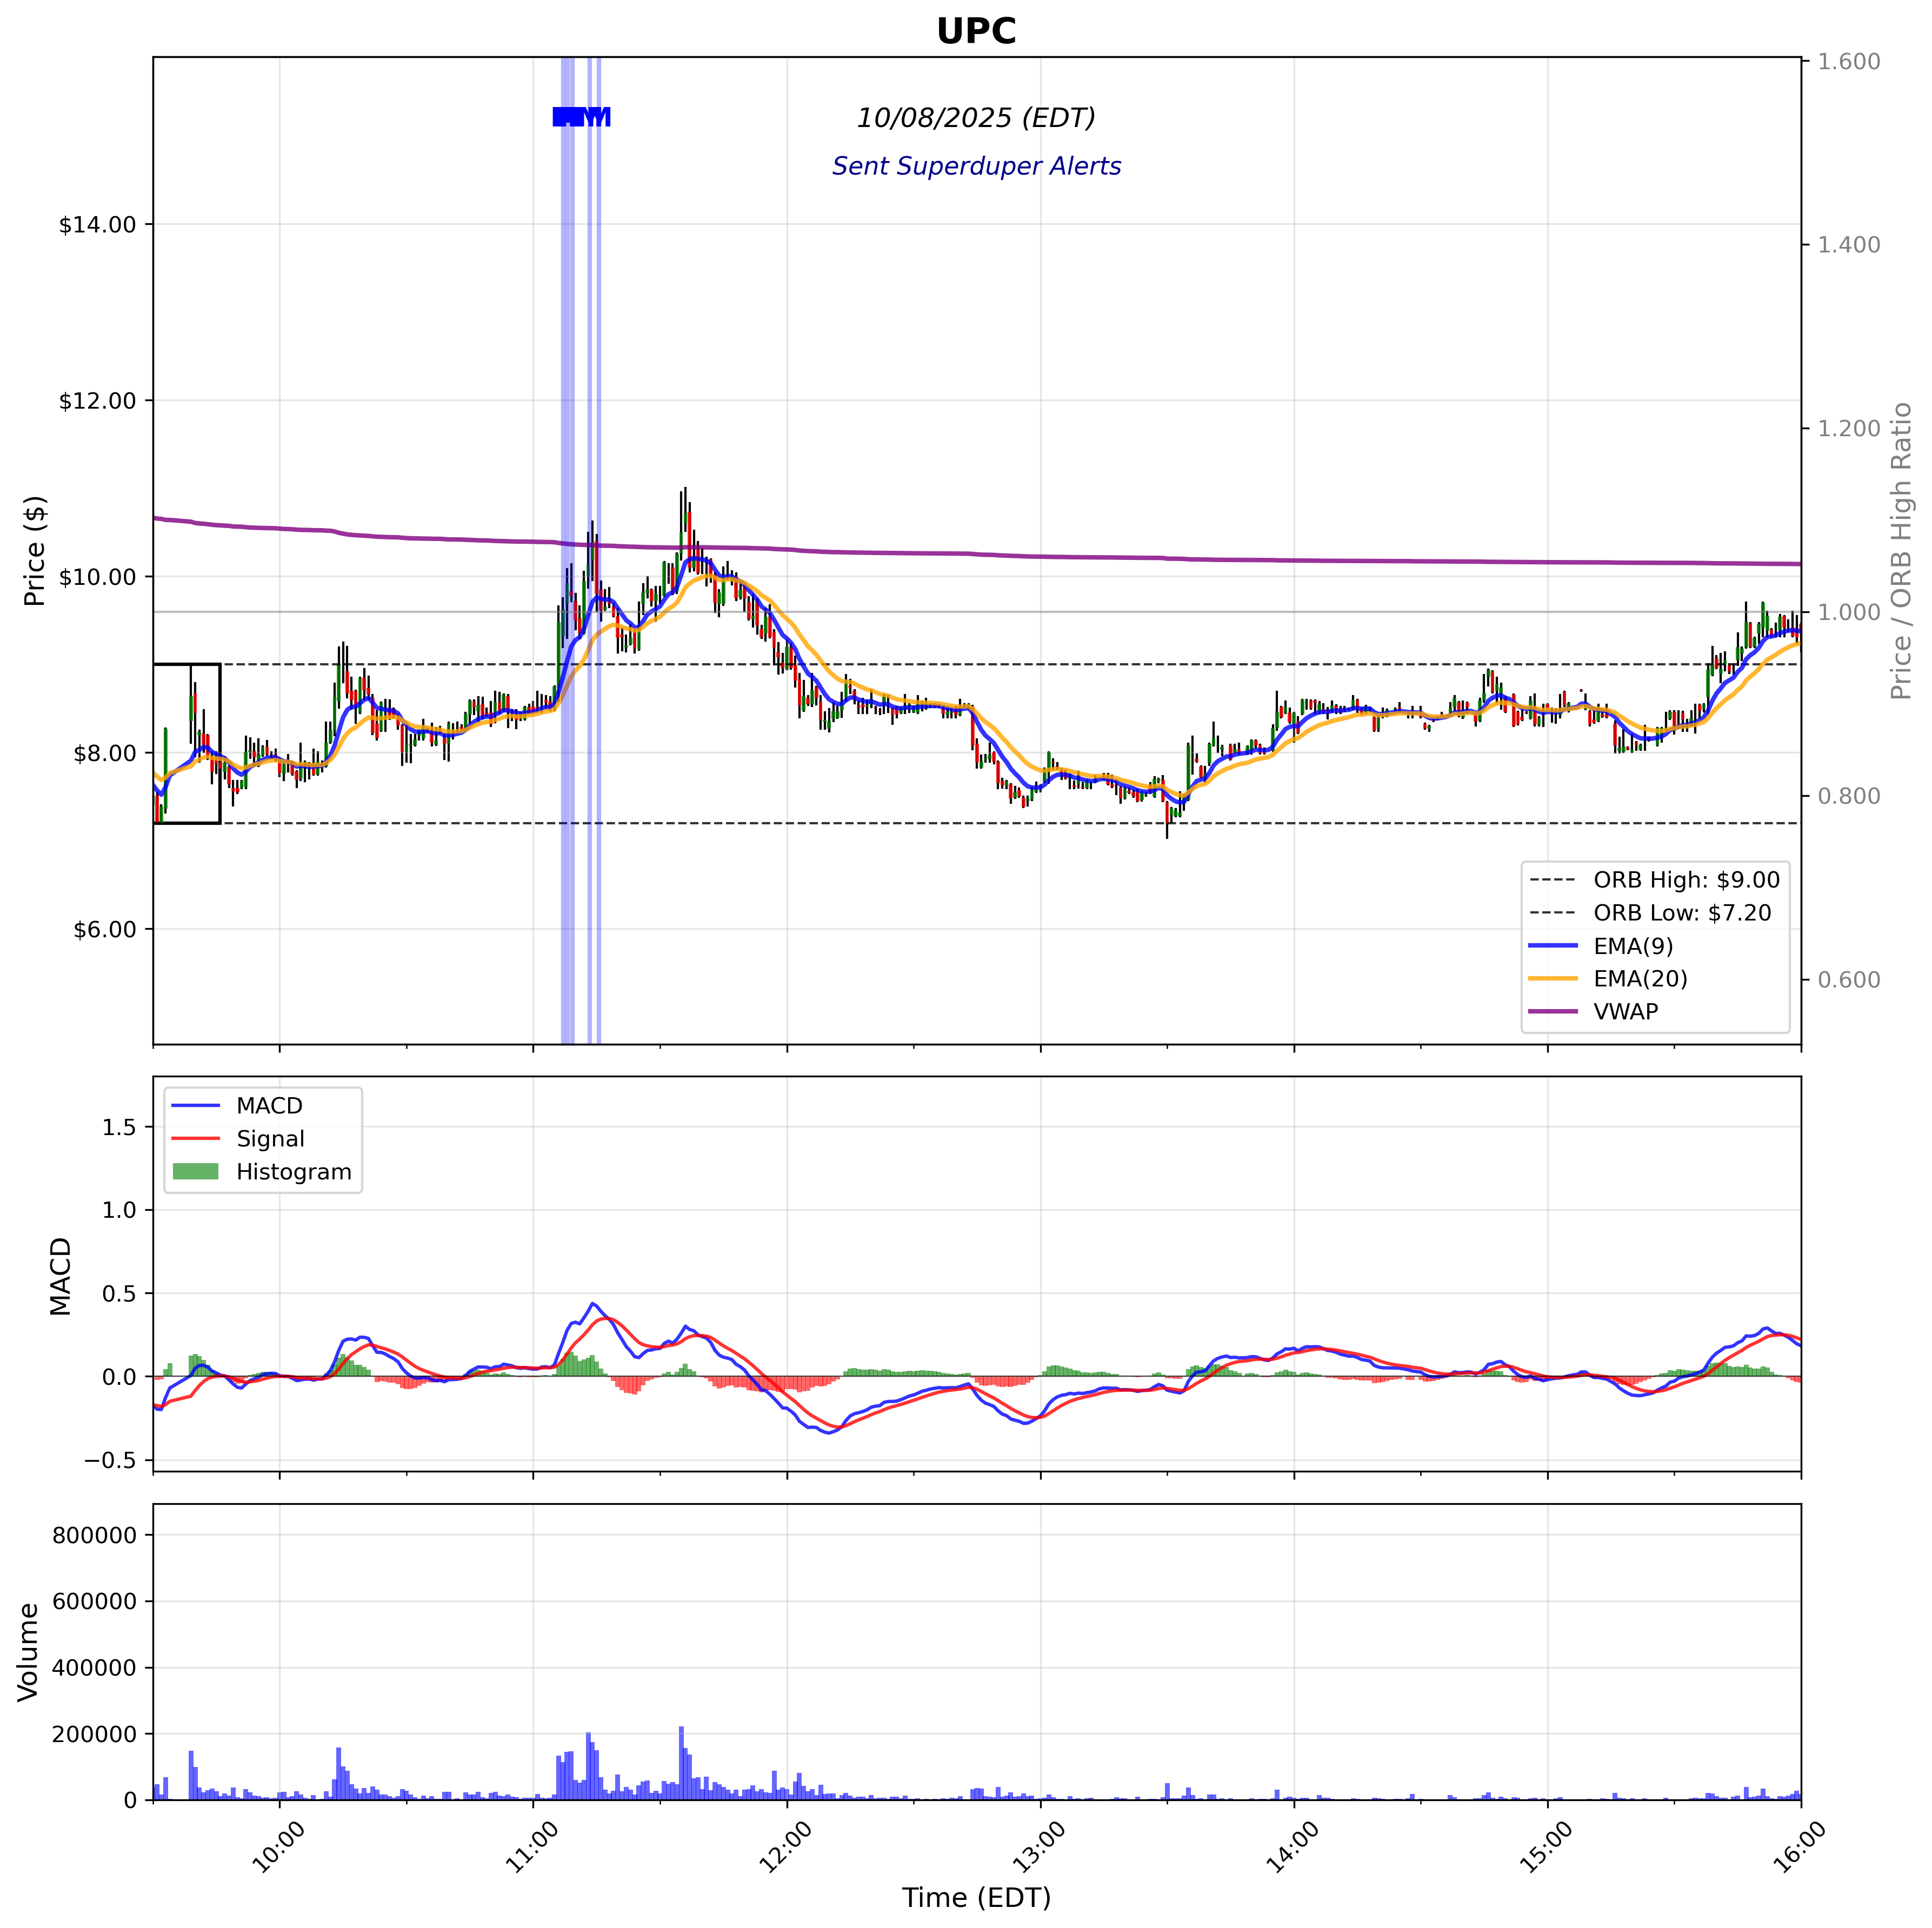 UPC
10/08/2025 (EDT)
Sent Superduper Alerts
Price ($)
$14.00
$12.00
$10.00
$8.00
$6.00
1.600
1.400
1.200
1.000
0.800
0.600
Price / ORB High Ratio
ORB High: $9.00
ORB Low: $7.20
EMA(9)
EMA(20)
VWAP
MACD
Signal
Histogram
MACD
1.5
1.0
0.5
0.0
−0.5
Volume
800000
600000
400000
200000
0
10:00
11:00
12:00
13:00
14:00
15:00
16:00
Time (EDT)